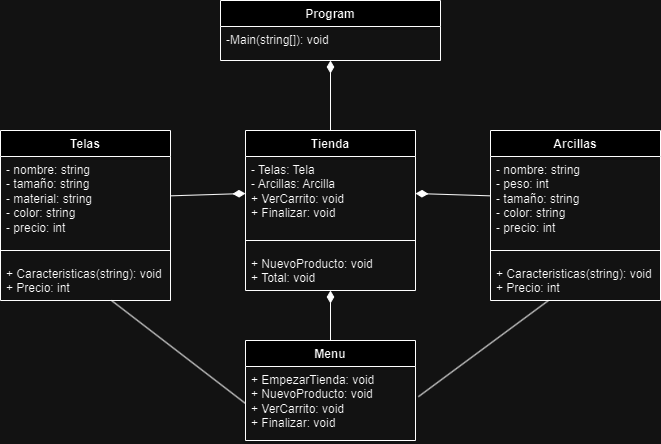 Program
-Main(string[]): void
Telas
- nombre: string
- tamaño: string
- material: string
- color: string
- precio: int
+ Caracteristicas(string): void
+ Precio: int
Tienda
- Telas: Tela
- Arcillas: Arcilla
+ VerCarrito: void
+ Finalizar: void
+ NuevoProducto: void
+ Total: void
Arcillas
- nombre: string
- peso: int
- tamaño: string
- color: string
- precio: int
+ Caracteristicas(string): void
+ Precio: int
Menu
+ EmpezarTienda: void
+ NuevoProducto: void
+ VerCarrito: void
+ Finalizar: void